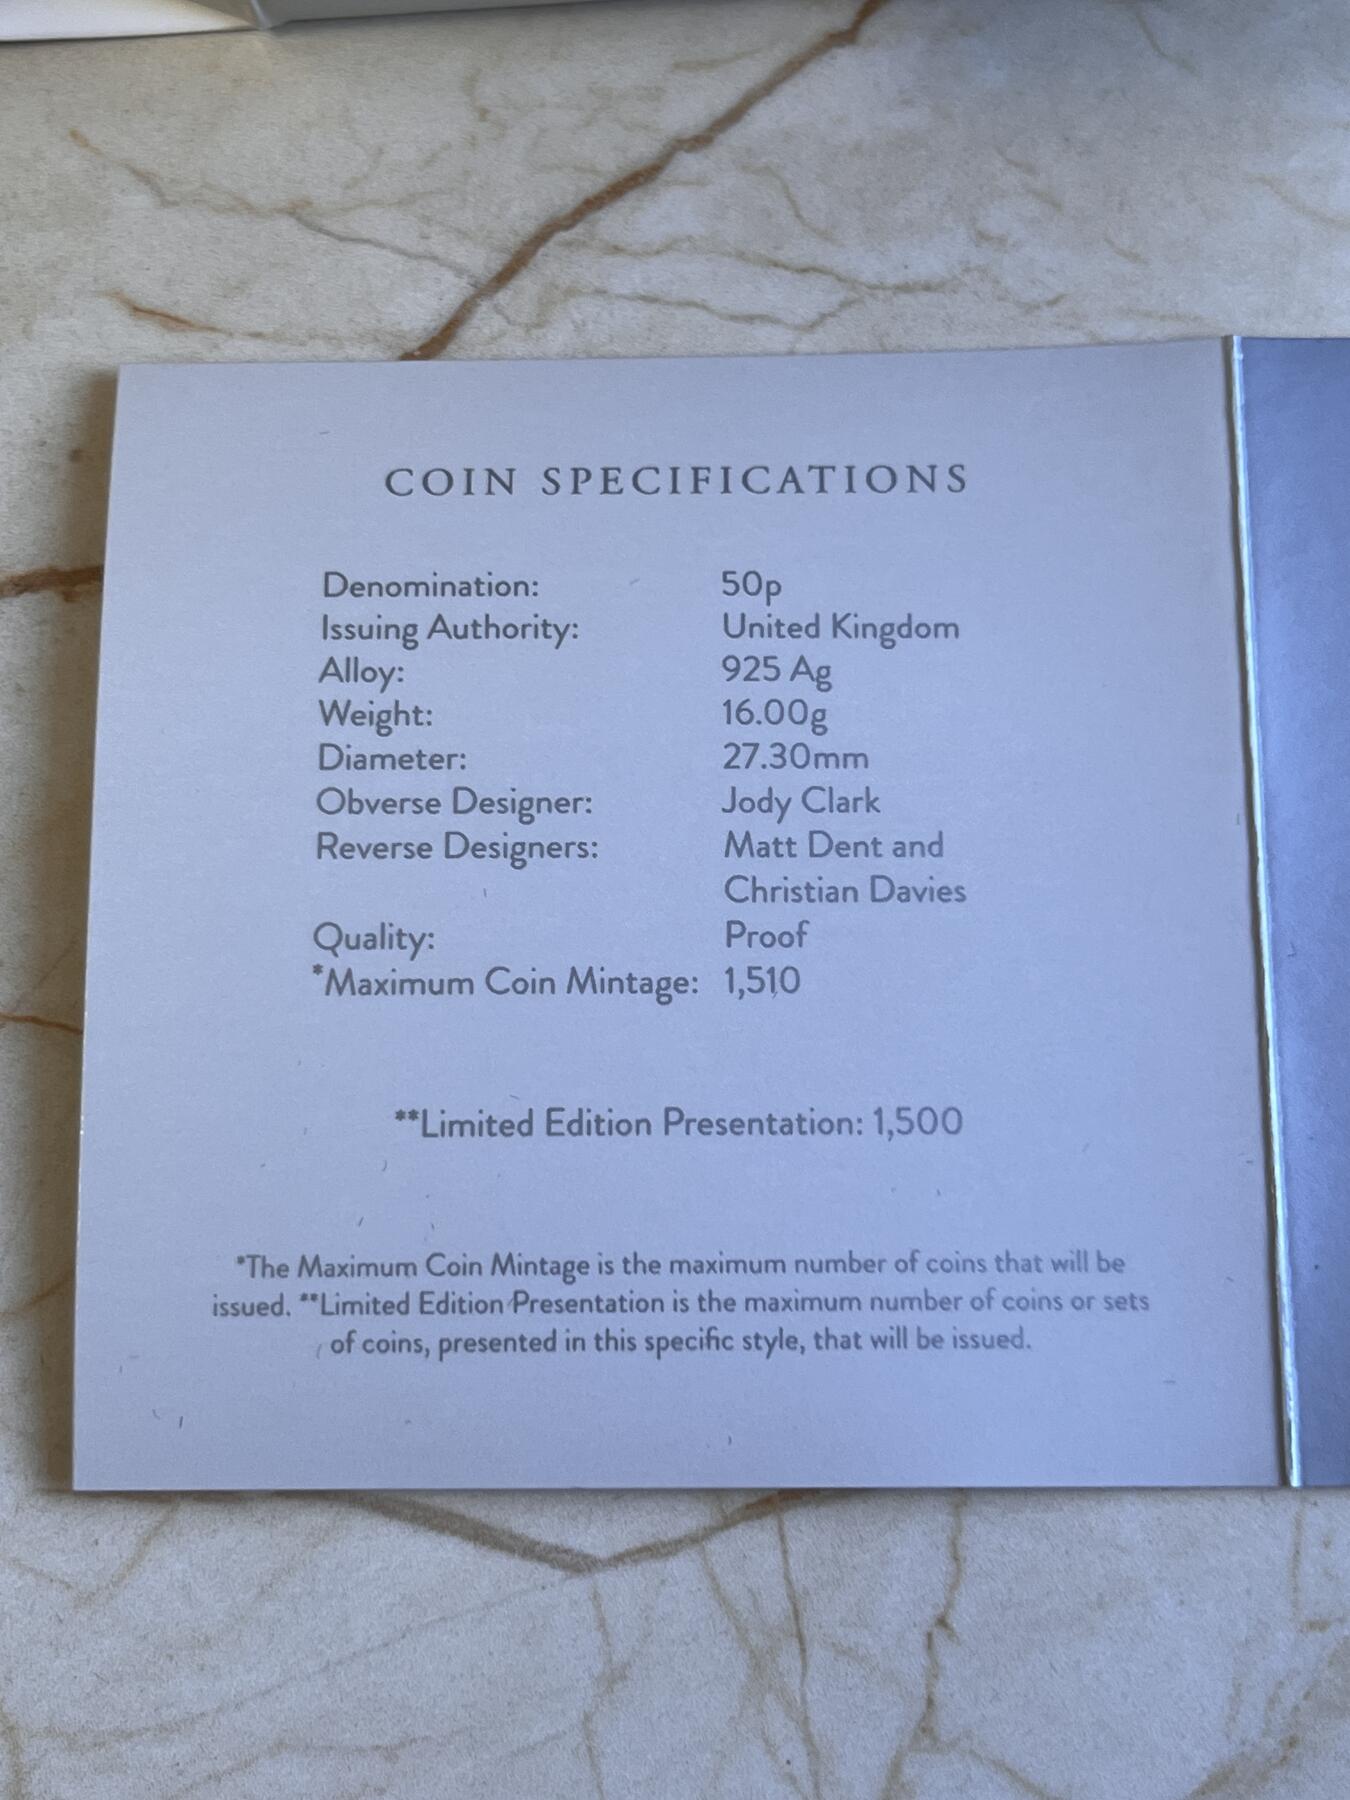 COIN SPECIFICATIONS
Denomination: 50p
Issuing Authority: United Kingdom
Alloy: 925 Ag
Weight: 16.00g
Diameter: 27.30mm
Obverse Designer: Jody Clark
Reverse Designers: Matt Dent and
Christian Davies
Quality: Proof
*Maximum Coin Mintage: 1,510
**Limited Edition Presentation: 1,500
*The Maximum Coin Mintage is the maximum number of coins that will be
issued. **Limited Edition Presentation is the maximum number of coins or sets
of coins, presented in this specific style, that will be issued.